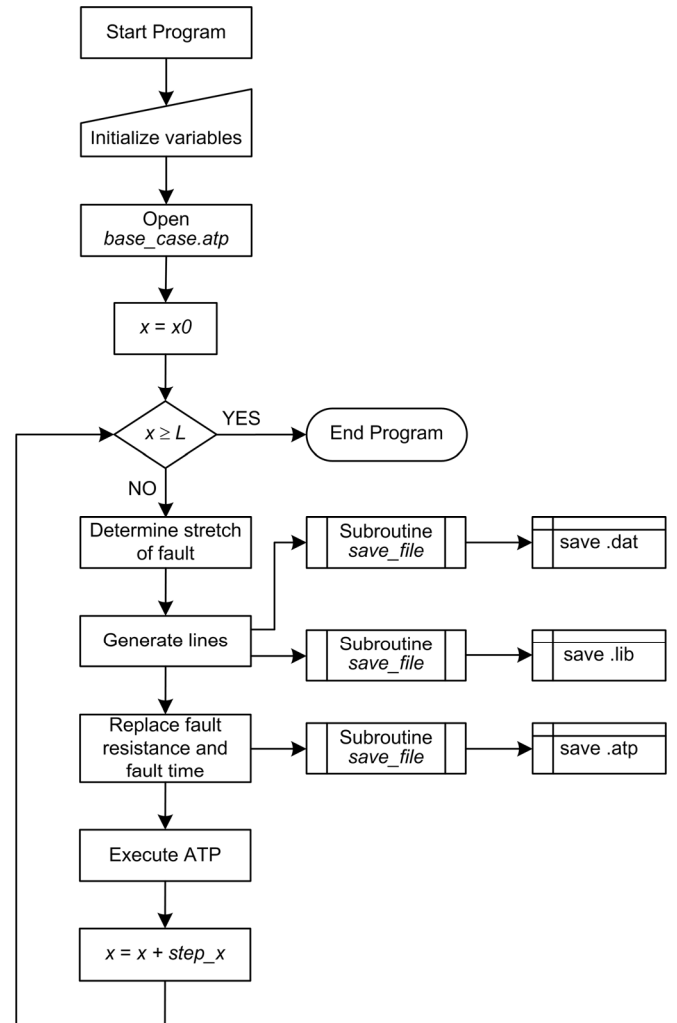 Start Program
Initialize variables
Open
base_case.atp
x = x0
x ≥ L
YES
End Program
NO
Determine stretch
of fault
Subroutine
save_file
save .dat
Generate lines
Subroutine
save_file
save .lib
Replace fault
resistance and
fault time
Subroutine
save_file
save .atp
Execute ATP
x = x + step_x